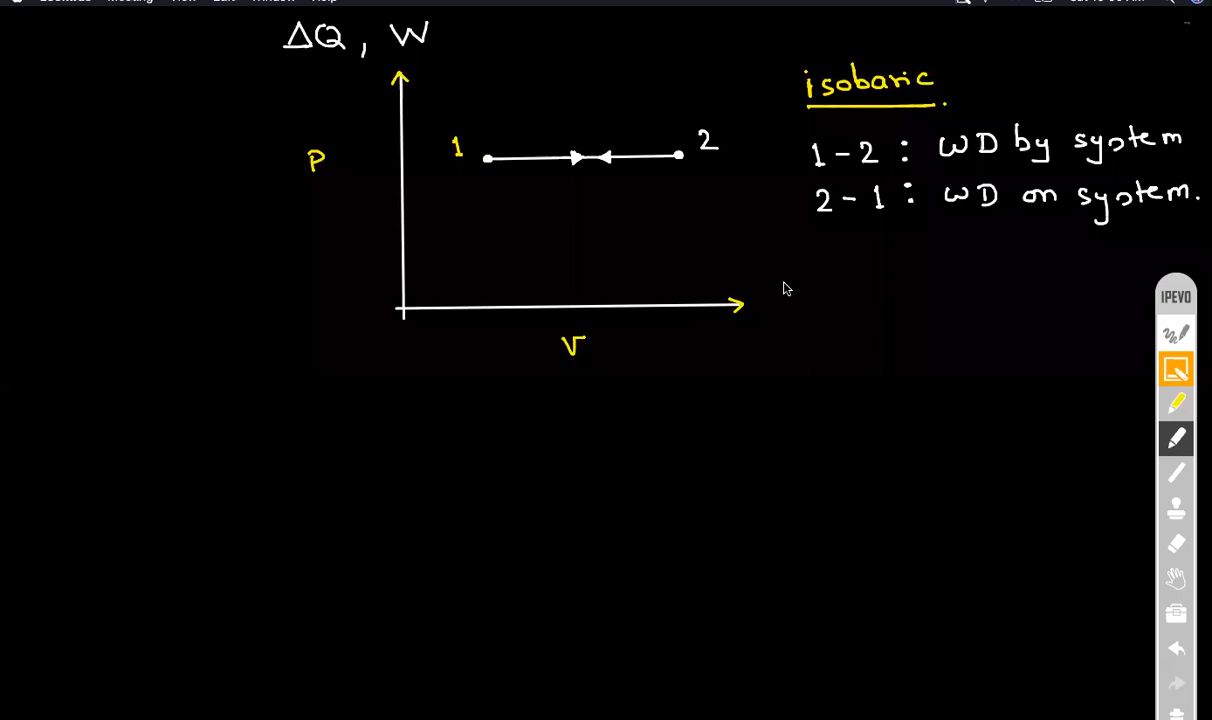 ΔQ, W
isobaric.
1-2 : WD by system
2-1 : WD on system.
1
2
P
V
IPEVO